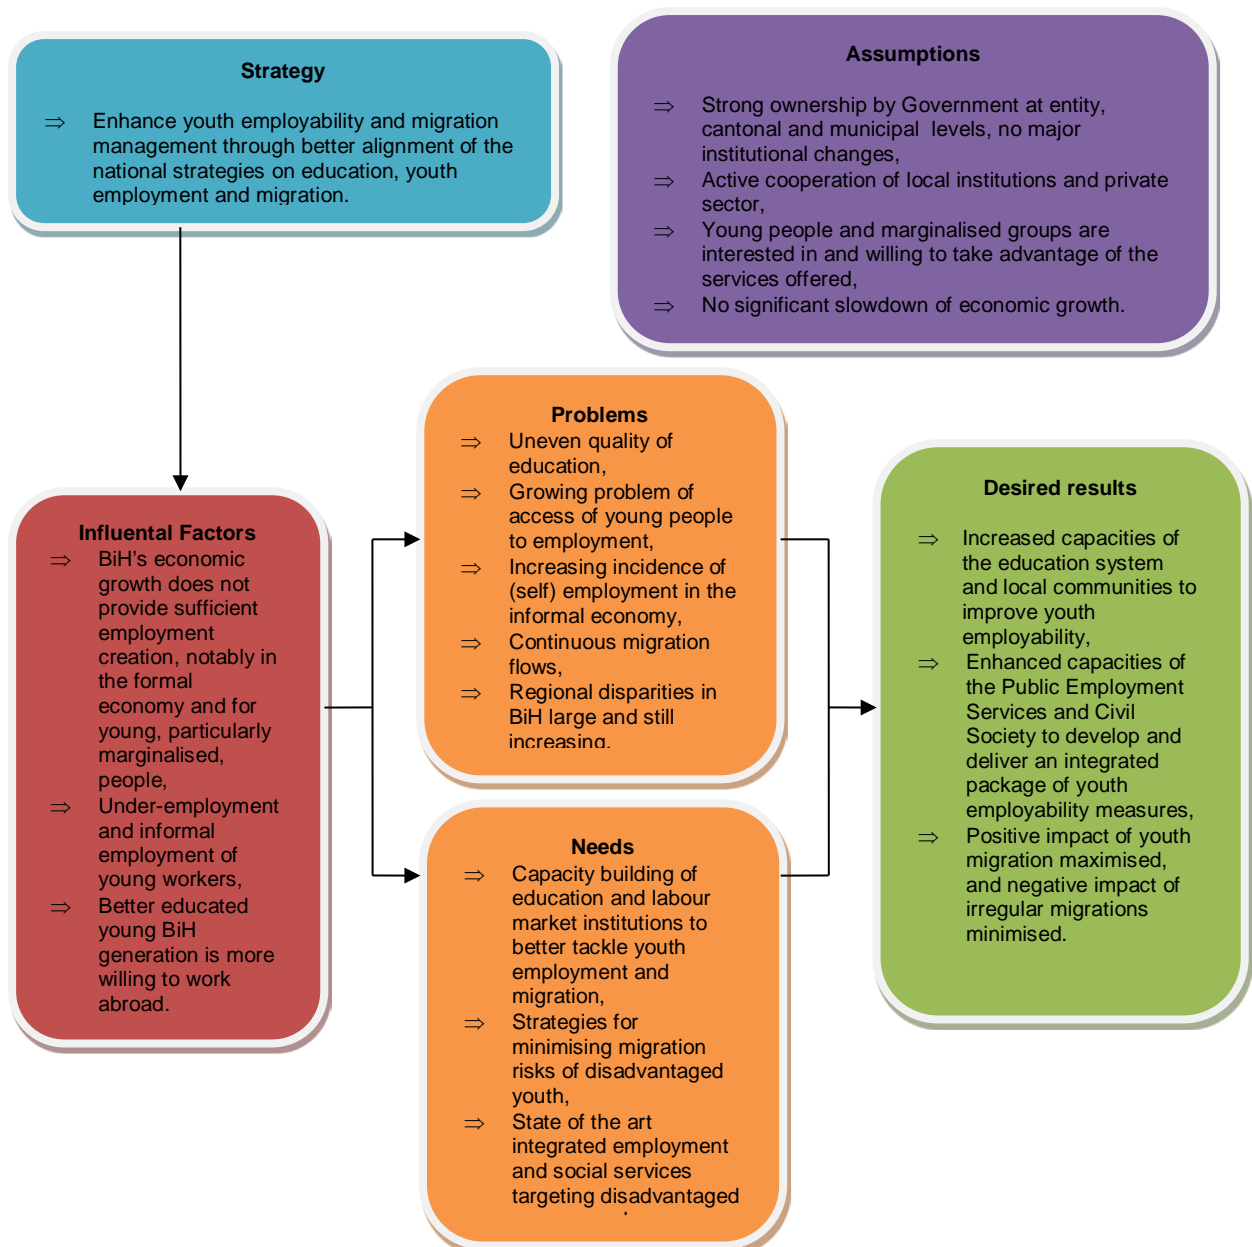 Strategy
⇒ Enhance youth employability and migration
management through better alignment of the
national strategies on education, youth
employment and migration.
Assumptions
⇒ Strong ownership by Government at entity,
cantonal and municipal levels, no major
institutional changes,
⇒ Active cooperation of local institutions and private
sector,
⇒ Young people and marginalised groups are
interested in and willing to take advantage of the
services offered,
⇒ No significant slowdown of economic growth.
Influental Factors
⇒ BiH's economic
growth does not
provide sufficient
employment
creation, notably in
the formal
economy and for
young, particularly
marginalised,
people,
⇒ Under-employment
and informal
employment of
young workers,
⇒ Better educated
young BiH
generation is more
willing to work
abroad.
Problems
⇒ Uneven quality of
education,
⇒ Growing problem of
access of young people
to employment,
⇒ Increasing incidence of
(self) employment in the
informal economy,
⇒ Continuous migration
flows,
⇒ Regional disparities in
BiH large and still
increasing.
Needs
⇒ Capacity building of
education and labour
market institutions to
better tackle youth
employment and
migration,
⇒ Strategies for
minimising migration
risks of disadvantaged
youth,
⇒ State of the art
integrated employment
and social services
targeting disadvantaged
Desired results
⇒ Increased capacities of
the education system
and local communities to
improve youth
employability,
⇒ Enhanced capacities of
the Public Employment
Services and Civil
Society to develop and
deliver an integrated
package of youth
employability measures,
⇒ Positive impact of youth
migration maximised,
and negative impact of
irregular migrations
minimised.